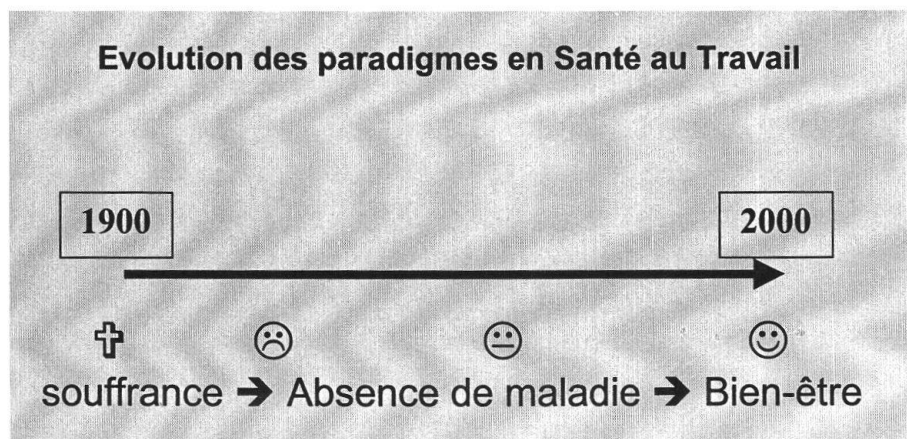 Evolution des paradigmes en Santé au Travail
1900 2000
souffrance ➔ Absence de maladie ➔ Bien-être